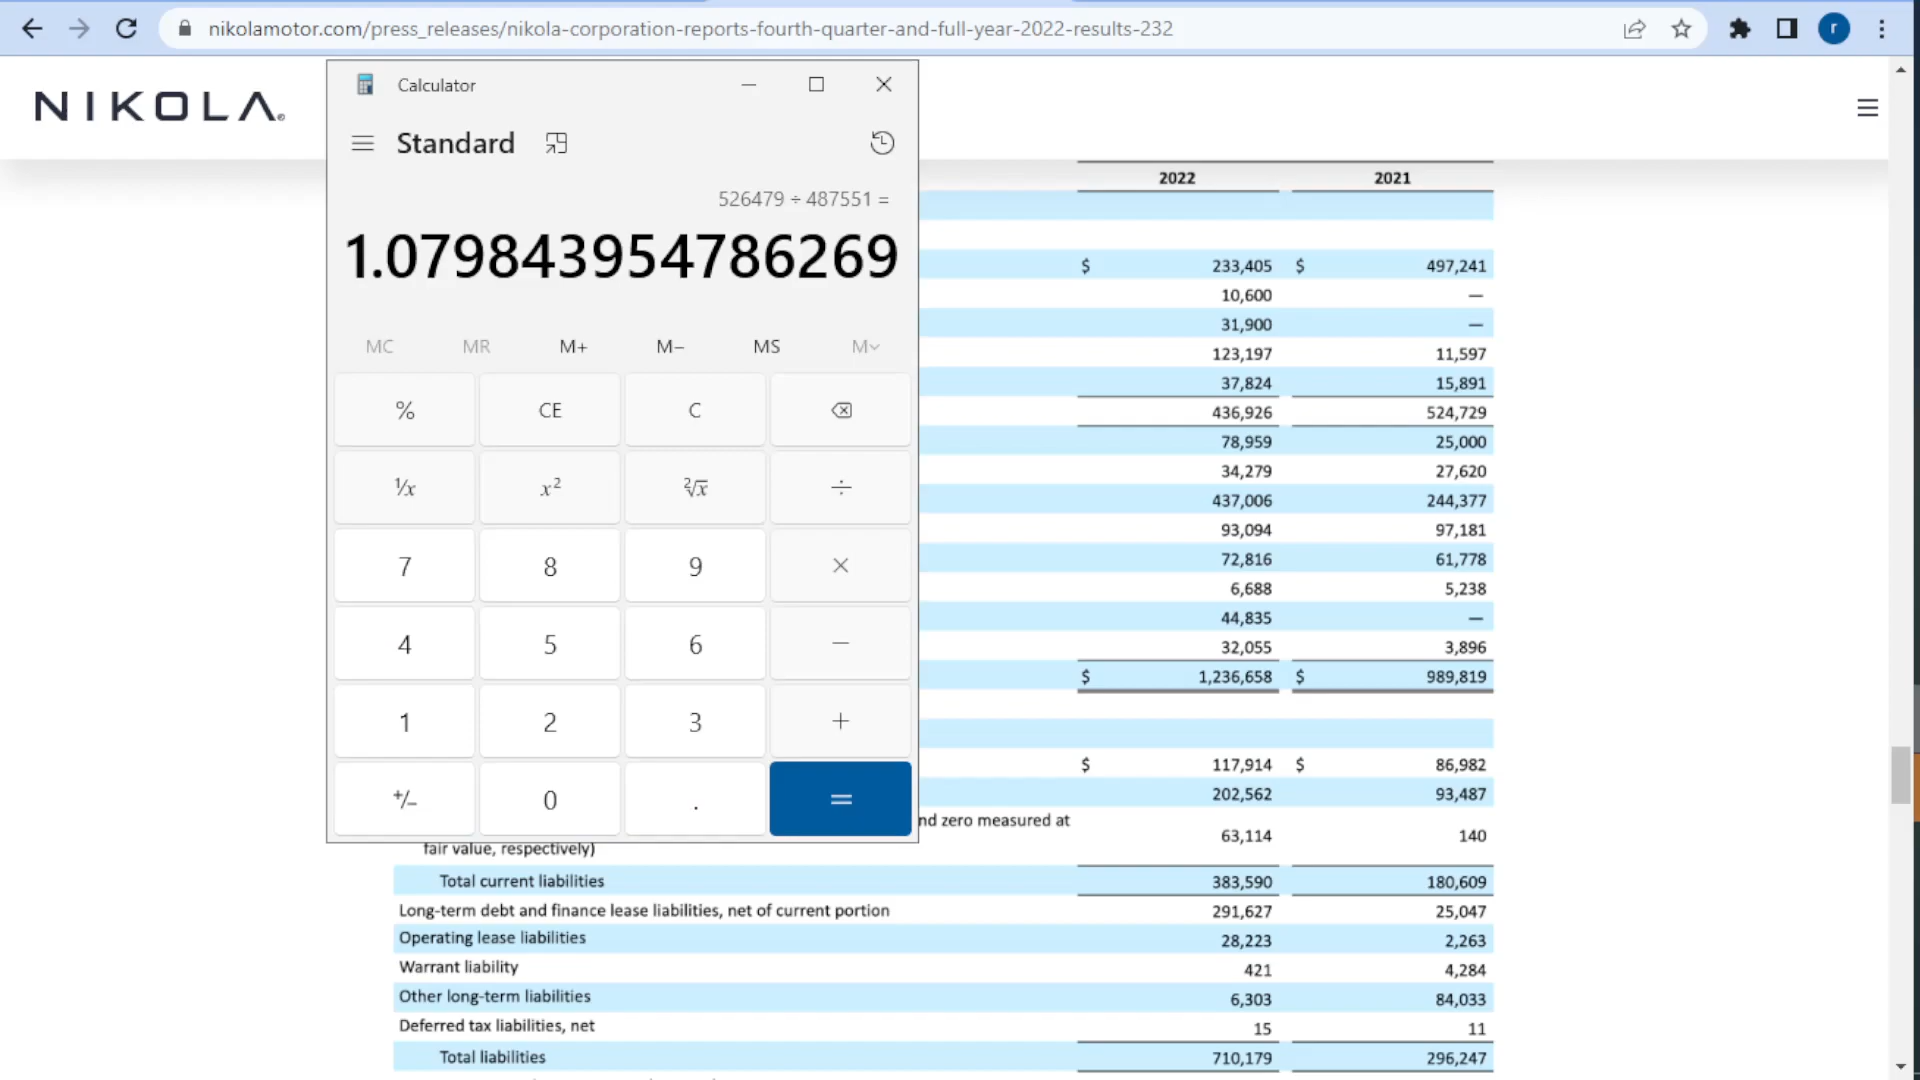 nikolamotor.com/press_releases/nikola-corporation-reports-fourth-quarter-and-full-year-2022-results-232
r
NIKOLA
Calculator
Standard
526479 ÷ 487551 =
1.079843954786269
MC MR M+ M− MS M
% CE C
¹/x x² ²√x ÷
7 8 9 ×
4 5 6 −
1 2 3 +
+/− 0 . =
2022 2021
$ 233,405 $ 497,241
10,600 —
31,900 —
123,197 11,597
37,824 15,891
436,926 524,729
78,959 25,000
34,279 27,620
437,006 244,377
93,094 97,181
72,816 61,778
6,688 5,238
44,835 —
32,055 3,896
$ 1,236,658 $ 989,819
$ 117,914 $ 86,982
202,562 93,487
nd zero measured at
fair value, respectively) 63,114 140
Total current liabilities 383,590 180,609
Long-term debt and finance lease liabilities, net of current portion 291,627 25,047
Operating lease liabilities 28,223 2,263
Warrant liability 421 4,284
Other long-term liabilities 6,303 84,033
Deferred tax liabilities, net 15 11
Total liabilities 710,179 296,247